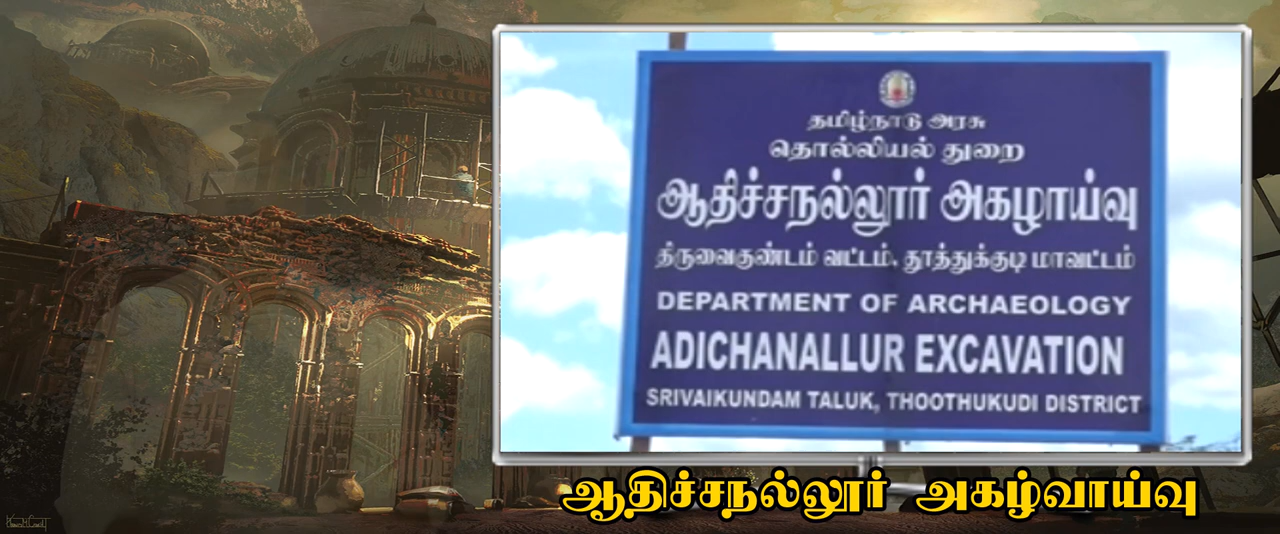 தமிழ்நாடு அரசு
தொல்லியல் துறை
ஆதிச்சநல்லூர் அகழாய்வு
திருவைகுண்டம் வட்டம், தூத்துக்குடி மாவட்டம்
DEPARTMENT OF ARCHAEOLOGY
ADICHANALLUR EXCAVATION
SRIVAIKUNDAM TALUK, THOOTHUKUDI DISTRICT
ஆதிச்சநல்லூர் அகழ்வாய்வு